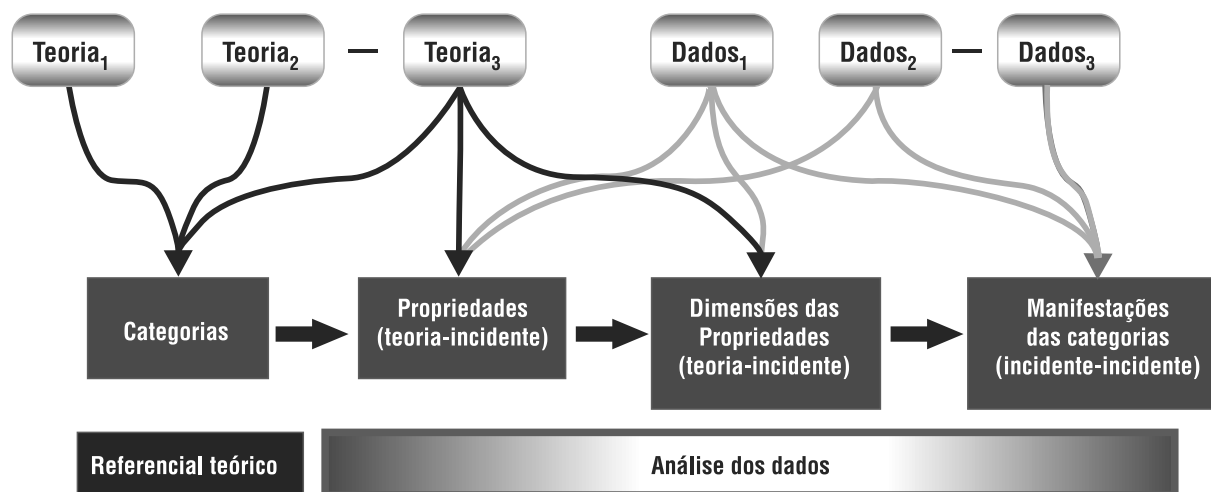 Teoria1
Teoria2
–
Teoria3
Dados1
Dados2
–
Dados3
Categorias
Propriedades
(teoria-incidente)
Dimensões das
Propriedades
(teoria-incidente)
Manifestações
das categorias
(incidente-incidente)
Referencial teórico
Análise dos dados